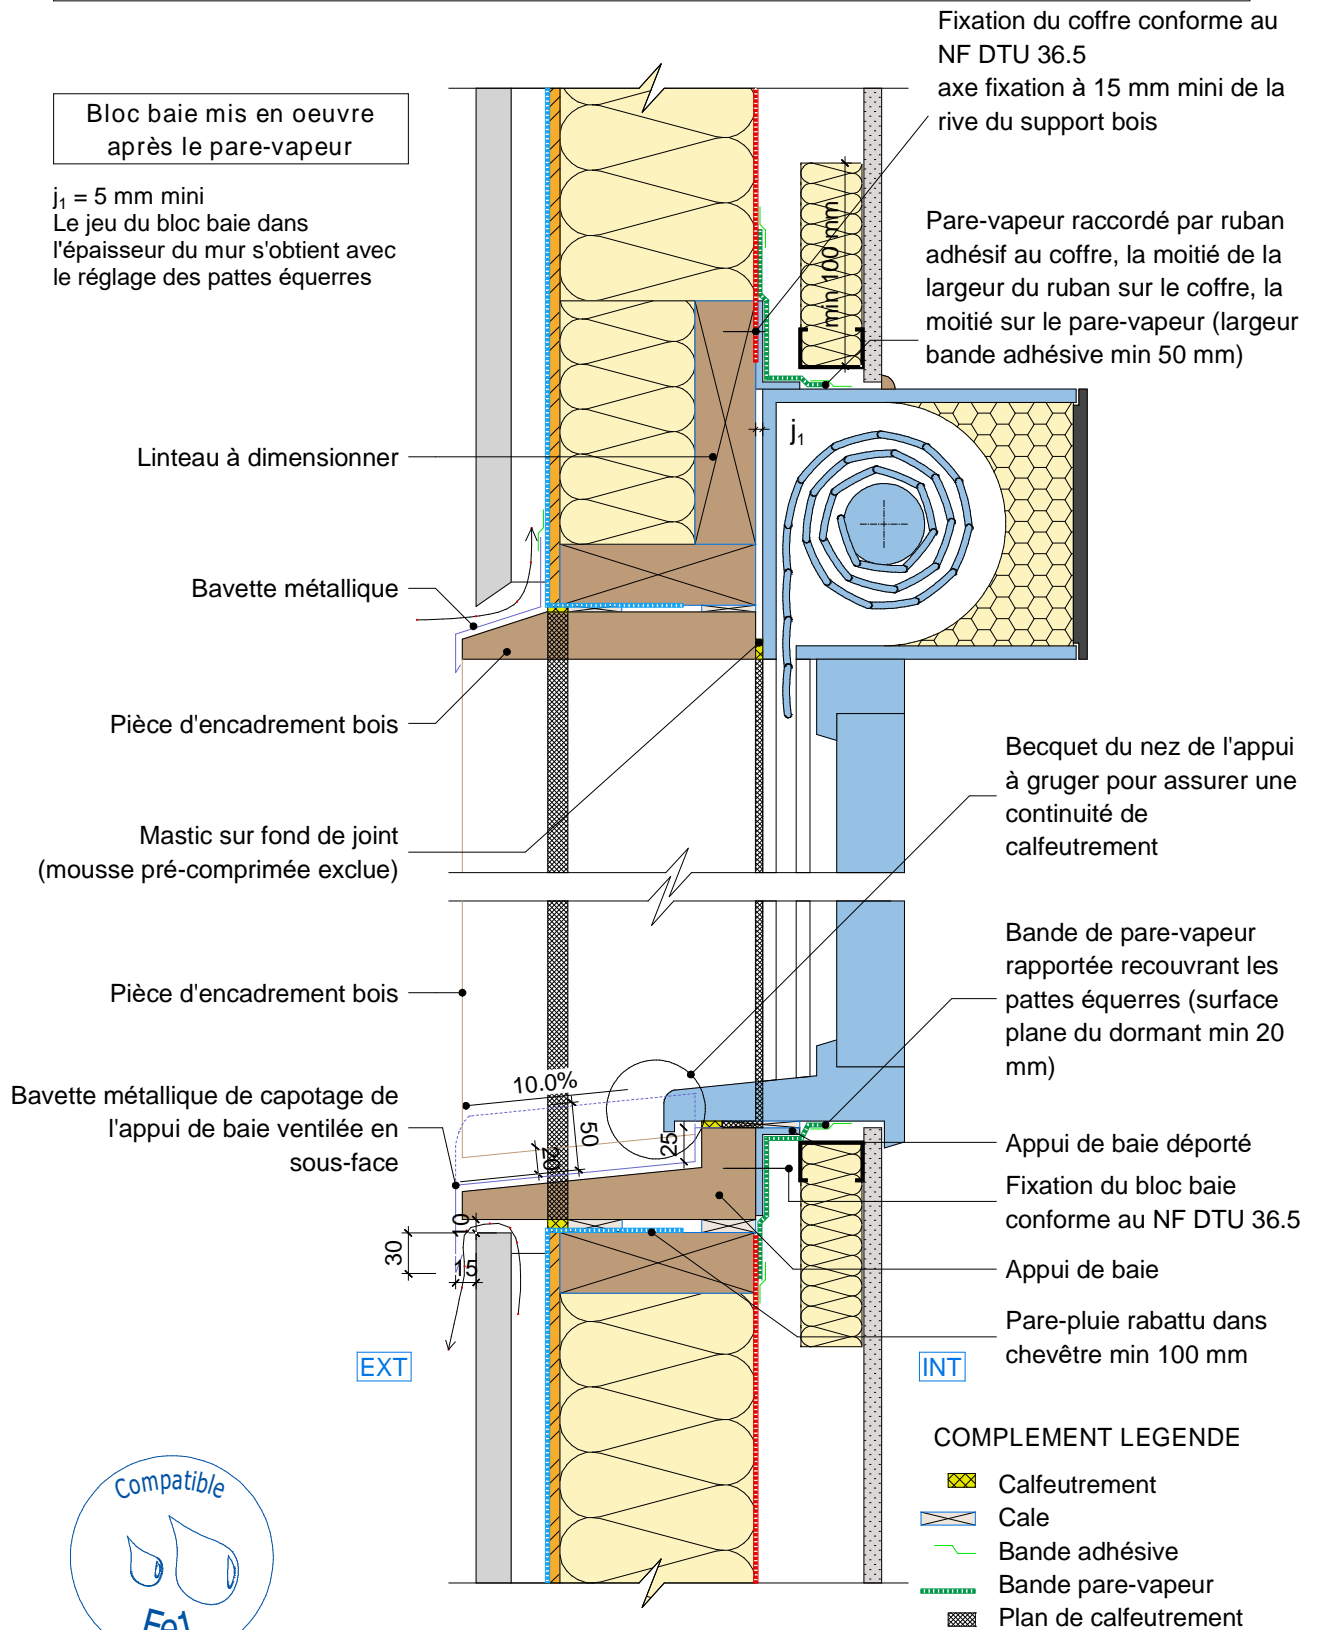 Fixation du coffre conforme au
NF DTU 36.5
axe fixation à 15 mm mini de la
rive du support bois
Bloc baie mis en oeuvre
après le pare-vapeur
j1 = 5 mm mini
Le jeu du bloc baie dans
l'épaisseur du mur s'obtient avec
le réglage des pattes équerres
min 100 mm
Pare-vapeur raccordé par ruban
adhésif au coffre, la moitié de la
largeur du ruban sur le coffre, la
moitié sur le pare-vapeur (largeur
bande adhésive min 50 mm)
j1
Linteau à dimensionner
Bavette métallique
Pièce d'encadrement bois
Mastic sur fond de joint
(mousse pré-comprimée exclue)
Becquet du nez de l'appui
à gruger pour assurer une
continuité de
calfeutrement
Pièce d'encadrement bois
Bande de pare-vapeur
rapportée recouvrant les
pattes équerres (surface
plane du dormant min 20
mm)
Bavette métallique de capotage de
l'appui de baie ventilée en
sous-face
10.0%
50
20
25
10
30
15
Appui de baie déporté
Fixation du bloc baie
conforme au NF DTU 36.5
Appui de baie
Pare-pluie rabattu dans
chevêtre min 100 mm
EXT
INT
COMPLEMENT LEGENDE
Calfeutrement
Cale
Bande adhésive
Bande pare-vapeur
Plan de calfeutrement
Compatible
Ee1